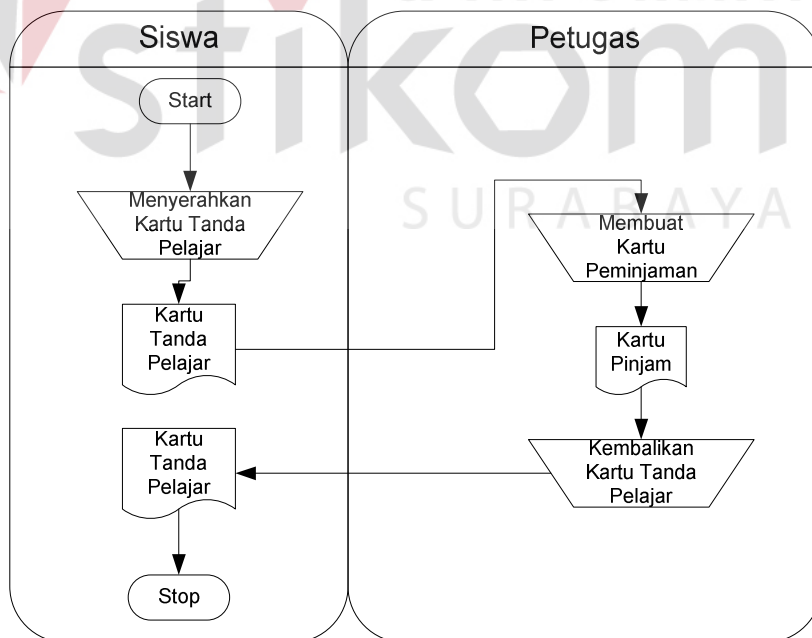 Siswa
Petugas
stikom
SURABAYA
Start
Menyerahkan
Kartu Tanda
Pelajar
Kartu
Tanda
Pelajar
Membuat
Kartu
Peminjaman
Kartu
Pinjam
Kembalikan
Kartu Tanda
Pelajar
Kartu
Tanda
Pelajar
Stop